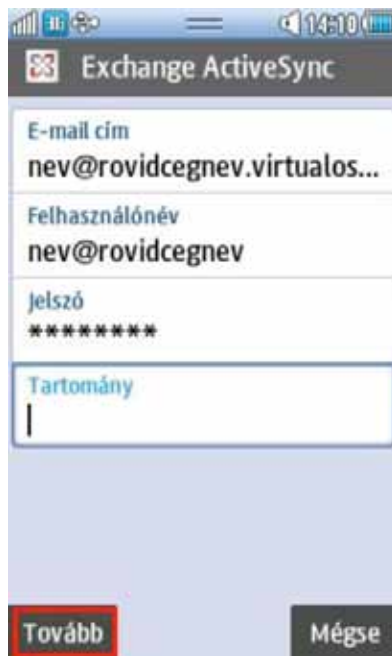 14:10
Exchange ActiveSync
E-mail cím
nev@rovidcegnev.virtualos...
Felhasználónév
nev@rovidcegnev
Jelszó
********
Tartomány
Tovább
Mégse